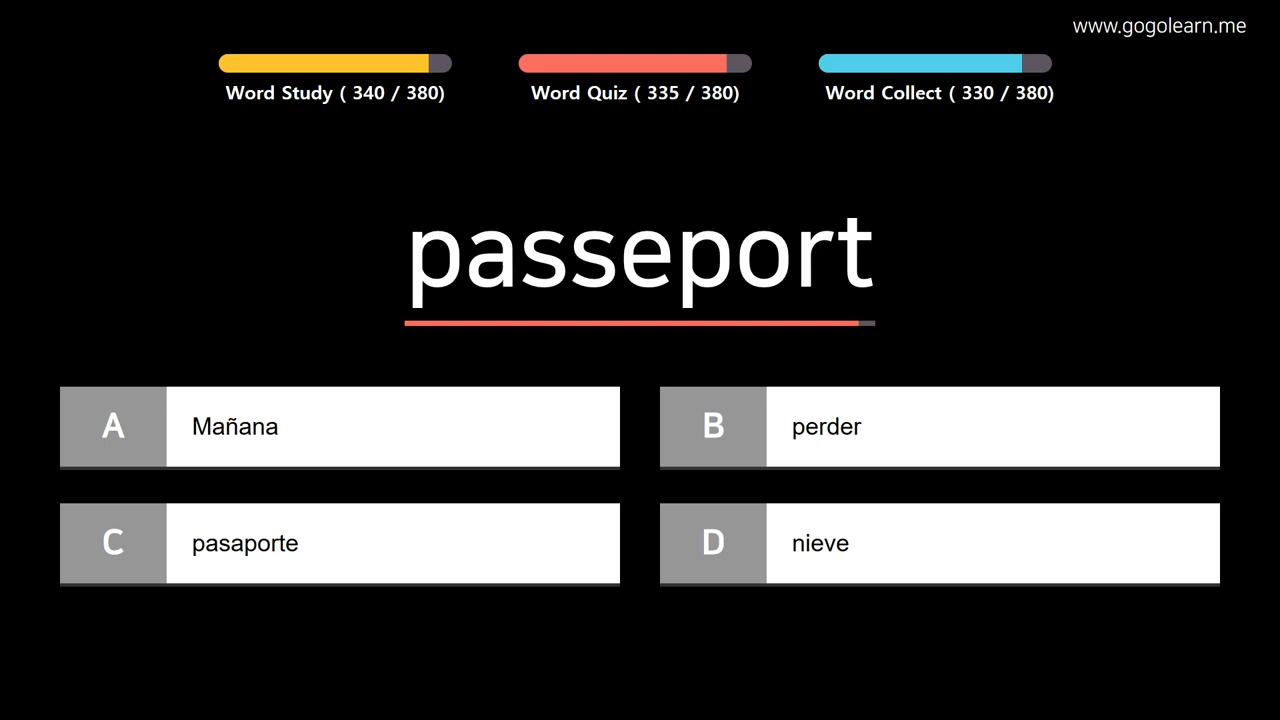 www.gogolearn.me
Word Study ( 340 / 380)
Word Quiz ( 335 / 380)
Word Collect ( 330 / 380)
passeport
A Mañana
B perder
C pasaporte
D nieve